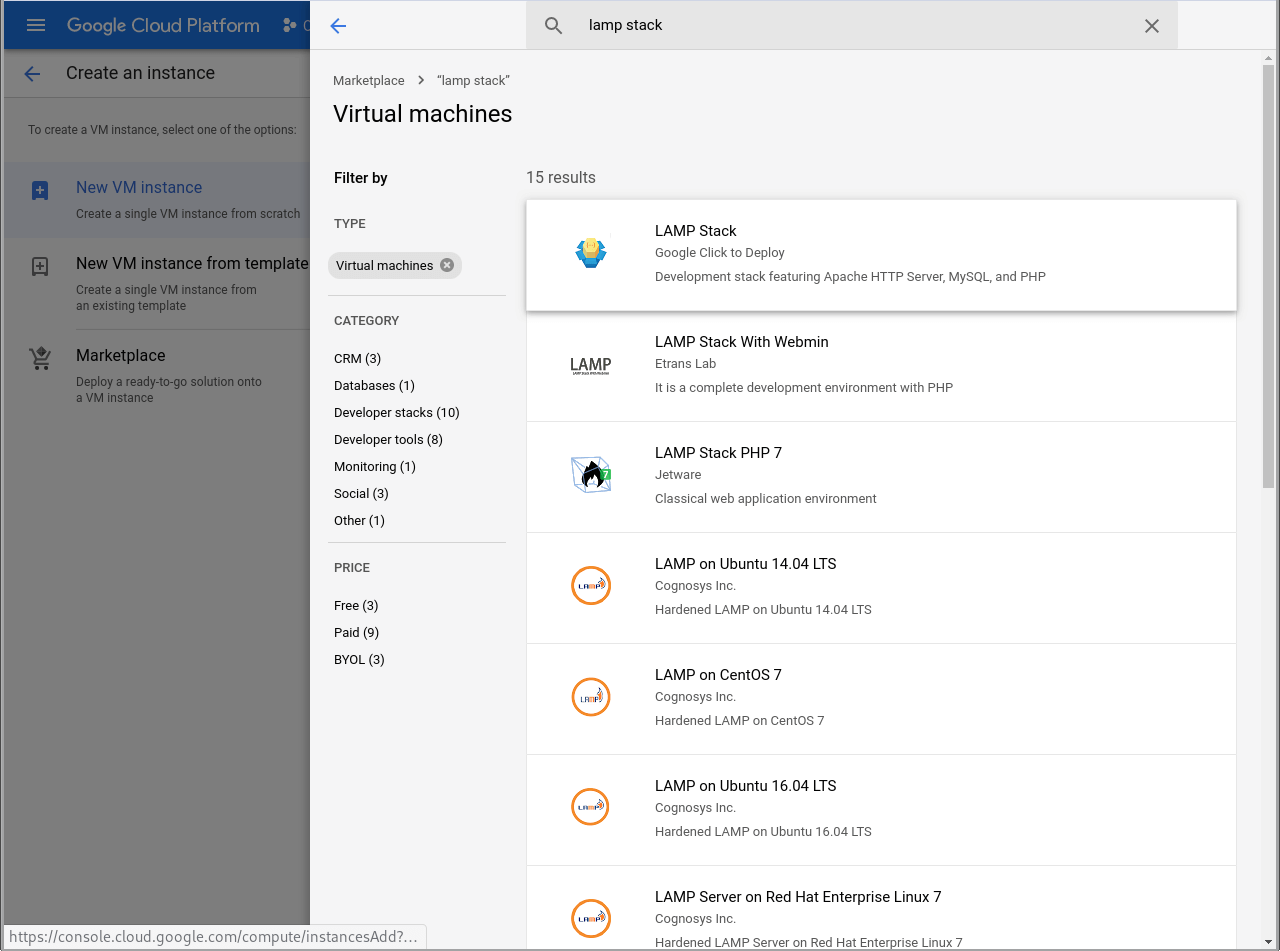 Google Cloud Platform
Create an instance
To create a VM instance, select one of the options:
New VM instance
Create a single VM instance from scratch
New VM instance from template
Create a single VM instance from
an existing template
Marketplace
Deploy a ready-to-go solution onto
a VM instance
lamp stack
Marketplace > “lamp stack”
Virtual machines
Filter by
TYPE
Virtual machines
CATEGORY
CRM (3)
Databases (1)
Developer stacks (10)
Developer tools (8)
Monitoring (1)
Social (3)
Other (1)
PRICE
Free (3)
Paid (9)
BYOL (3)
15 results
LAMP Stack
Google Click to Deploy
Development stack featuring Apache HTTP Server, MySQL, and PHP
LAMP
LAMP Stack With Webmin
Etrans Lab
It is a complete development environment with PHP
7
LAMP Stack PHP 7
Jetware
Classical web application environment
LAMP
LAMP on Ubuntu 14.04 LTS
Cognosys Inc.
Hardened LAMP on Ubuntu 14.04 LTS
LAMP
LAMP on CentOS 7
Cognosys Inc.
Hardened LAMP on CentOS 7
LAMP
LAMP on Ubuntu 16.04 LTS
Cognosys Inc.
Hardened LAMP on Ubuntu 16.04 LTS
LAMP
LAMP Server on Red Hat Enterprise Linux 7
Cognosys Inc.
Hardened LAMP Server on Red Hat Enterprise Linux 7
https://console.cloud.google.com/compute/instancesAdd?...